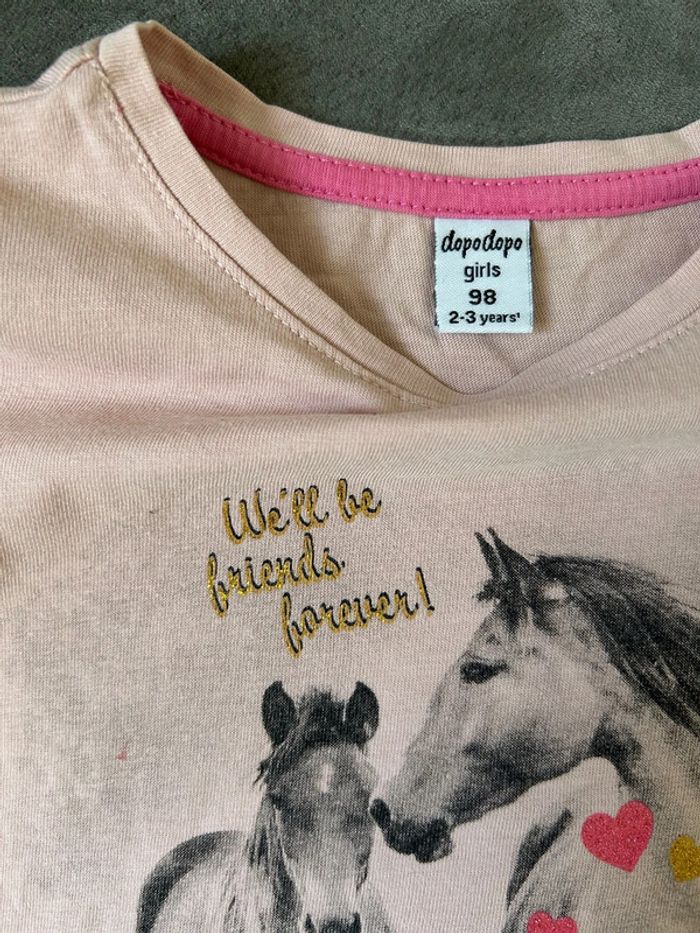 dopodopo
girls
98
2-3 years¹
We'll be
friends
forever!